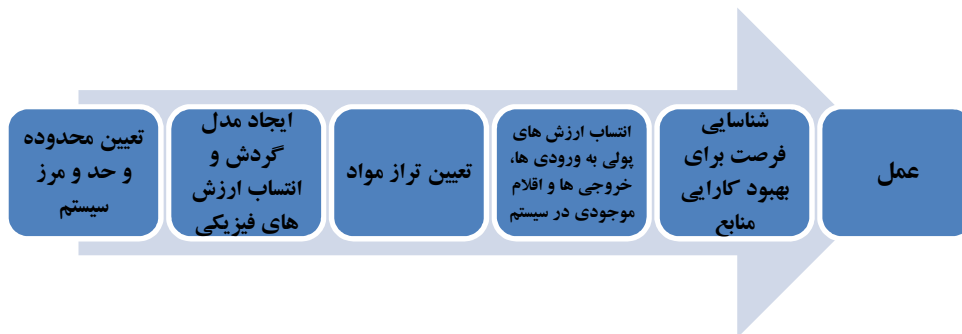 تعیین محدوده
و حد و مرز
سیستم
ایجاد مدل
گردش و
انتساب ارزش
های فیزیکی
تعیین تراز مواد
انتساب ارزش های
پولی به ورودی ها،
خروجی ها و اقلام
موجودی در سیستم
شناسایی
فرصت برای
بهبود کارایی
منابع
عمل